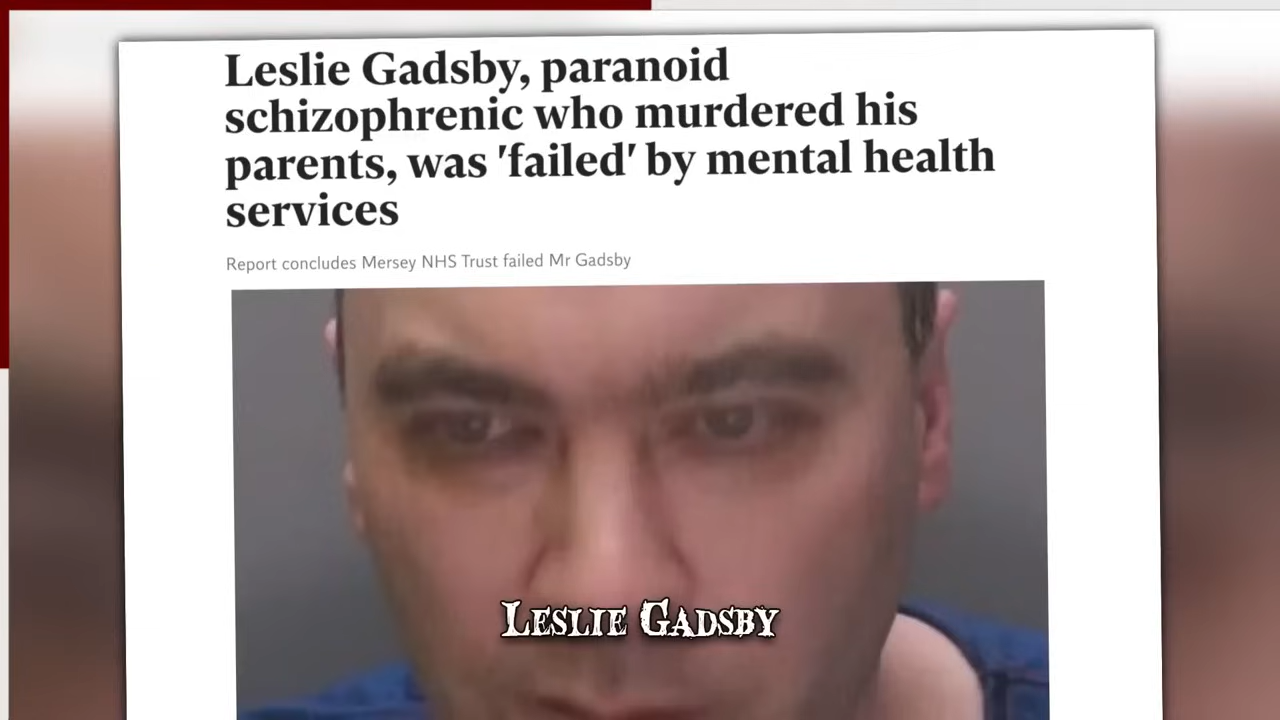 Leslie Gadsby, paranoid
schizophrenic who murdered his
parents, was 'failed' by mental health
services
Report concludes Mersey NHS Trust failed Mr Gadsby
LESLIE GADSBY